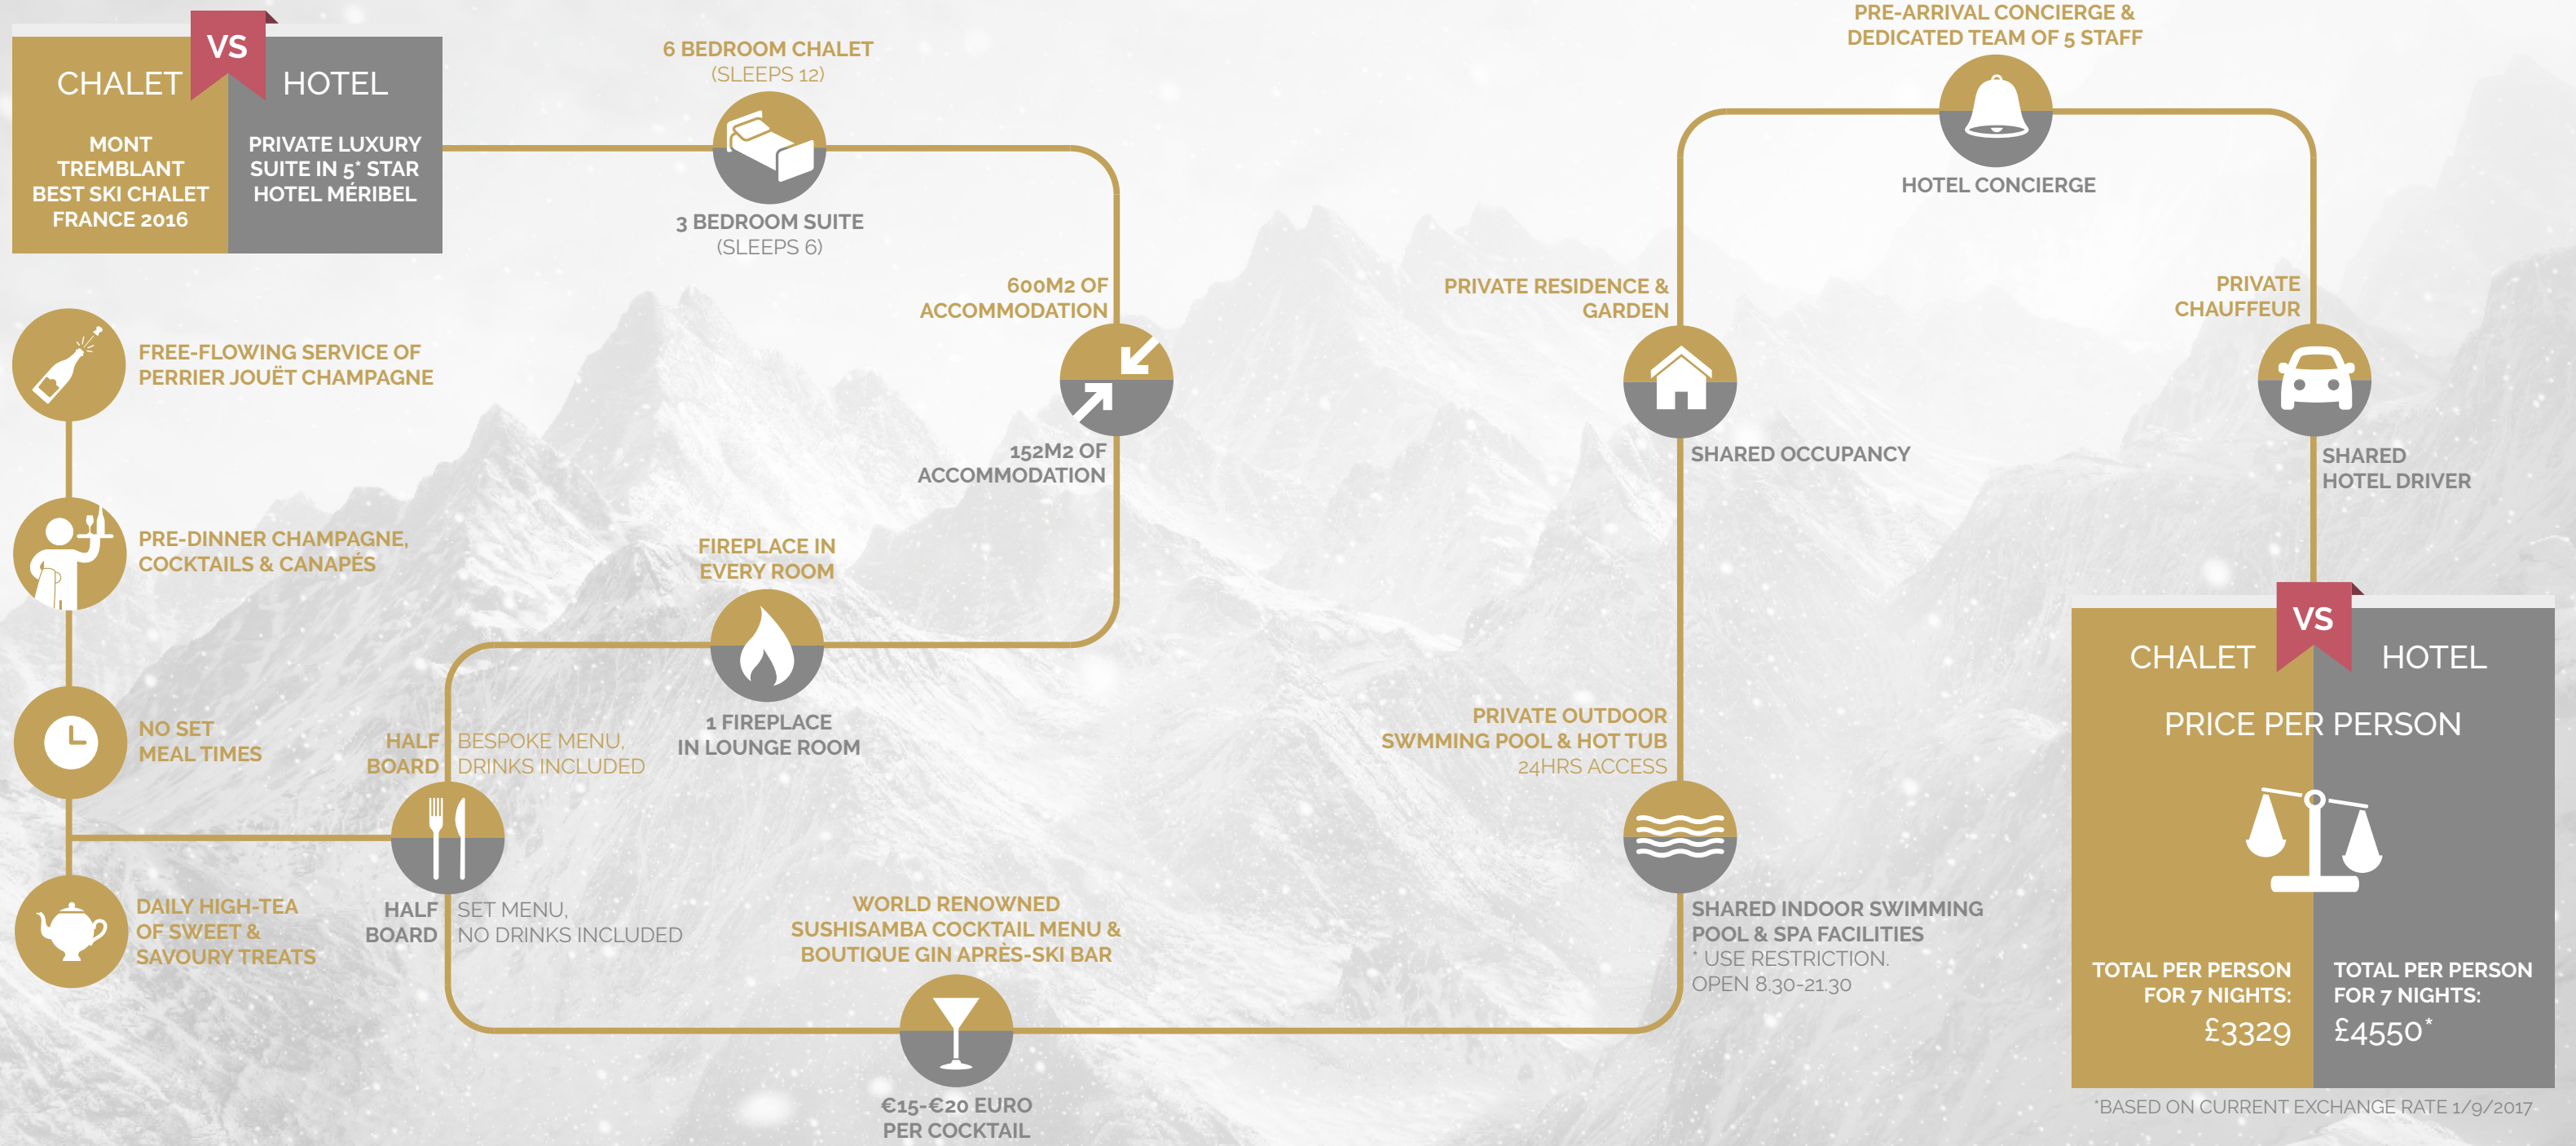 VS
CHALET
MONT
TREMBLANT
BEST SKI CHALET
FRANCE 2016
HOTEL
PRIVATE LUXURY
SUITE IN 5* STAR
HOTEL MÉRIBEL
6 BEDROOM CHALET
(SLEEPS 12)
3 BEDROOM SUITE
(SLEEPS 6)
600M2 OF
ACCOMMODATION
152M2 OF
ACCOMMODATION
FIREPLACE IN
EVERY ROOM
1 FIREPLACE
IN LOUNGE ROOM
HALF
BOARD
BESPOKE MENU,
DRINKS INCLUDED
HALF
BOARD
SET MENU,
NO DRINKS INCLUDED
FREE-FLOWING SERVICE OF
PERRIER JOUËT CHAMPAGNE
PRE-DINNER CHAMPAGNE,
COCKTAILS & CANAPÉS
NO SET
MEAL TIMES
DAILY HIGH-TEA
OF SWEET &
SAVOURY TREATS
WORLD RENOWNED
SUSHISAMBA COCKTAIL MENU &
BOUTIQUE GIN APRÈS-SKI BAR
€15-€20 EURO
PER COCKTAIL
PRIVATE OUTDOOR
SWMMING POOL & HOT TUB
24HRS ACCESS
SHARED INDOOR SWIMMING
POOL & SPA FACILITIES
* USE RESTRICTION.
OPEN 8.30-21.30
PRIVATE RESIDENCE &
GARDEN
SHARED OCCUPANCY
PRE-ARRIVAL CONCIERGE &
DEDICATED TEAM OF 5 STAFF
HOTEL CONCIERGE
PRIVATE
CHAUFFEUR
SHARED
HOTEL DRIVER
VS
CHALET
HOTEL
PRICE PER PERSON
TOTAL PER PERSON
FOR 7 NIGHTS:
£3329
TOTAL PER PERSON
FOR 7 NIGHTS:
£4550*
*BASED ON CURRENT EXCHANGE RATE 1/9/2017